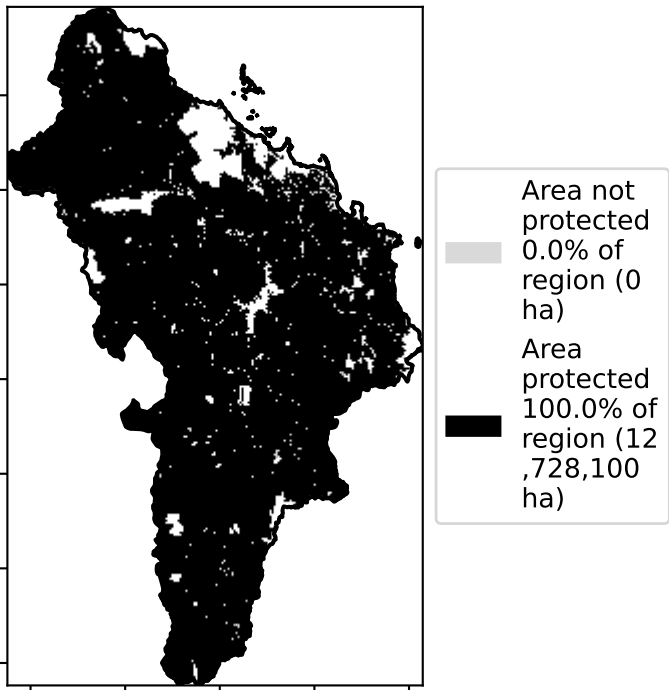 Area not
protected
0.0% of
region (0
ha)
Area
protected
100.0% of
region (12
,728,100
ha)